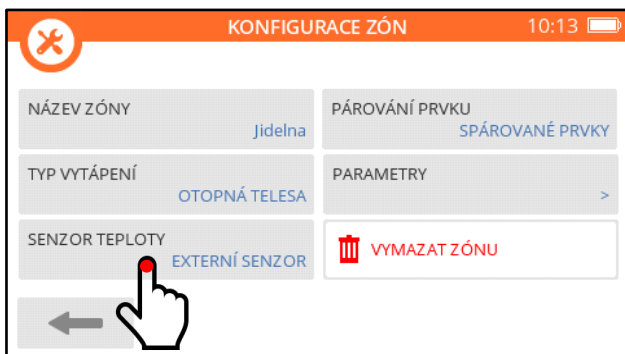 KONFIGURACE ZÓN
10:13
NÁZEV ZÓNY
Jidelna
PÁROVÁNÍ PRVKU
SPÁROVANÉ PRVKY
TYP VYTÁPENÍ
OTOPNÁ TELESA
PARAMETRY
>
SENZOR TEPLOTY
EXTERNÍ SENZOR
VYMAZAT ZÓNU